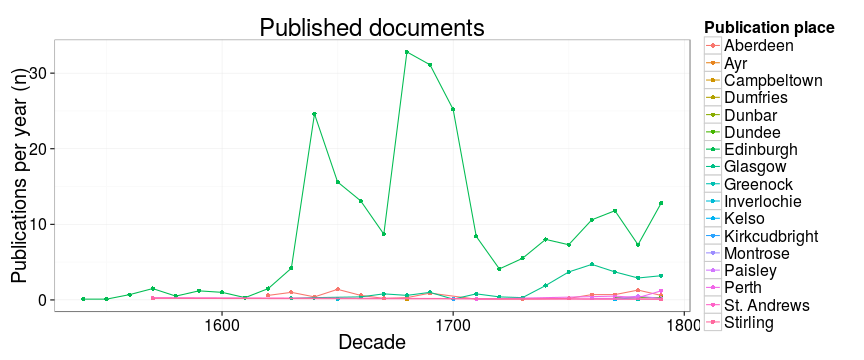 Published documents
Publications per year (n)
30
20
10
0
1600
1700
1800
Decade
Publication place
Aberdeen
Ayr
Campbeltown
Dumfries
Dunbar
Dundee
Edinburgh
Glasgow
Greenock
Inverlochie
Kelso
Kirkcudbright
Montrose
Paisley
Perth
St. Andrews
Stirling